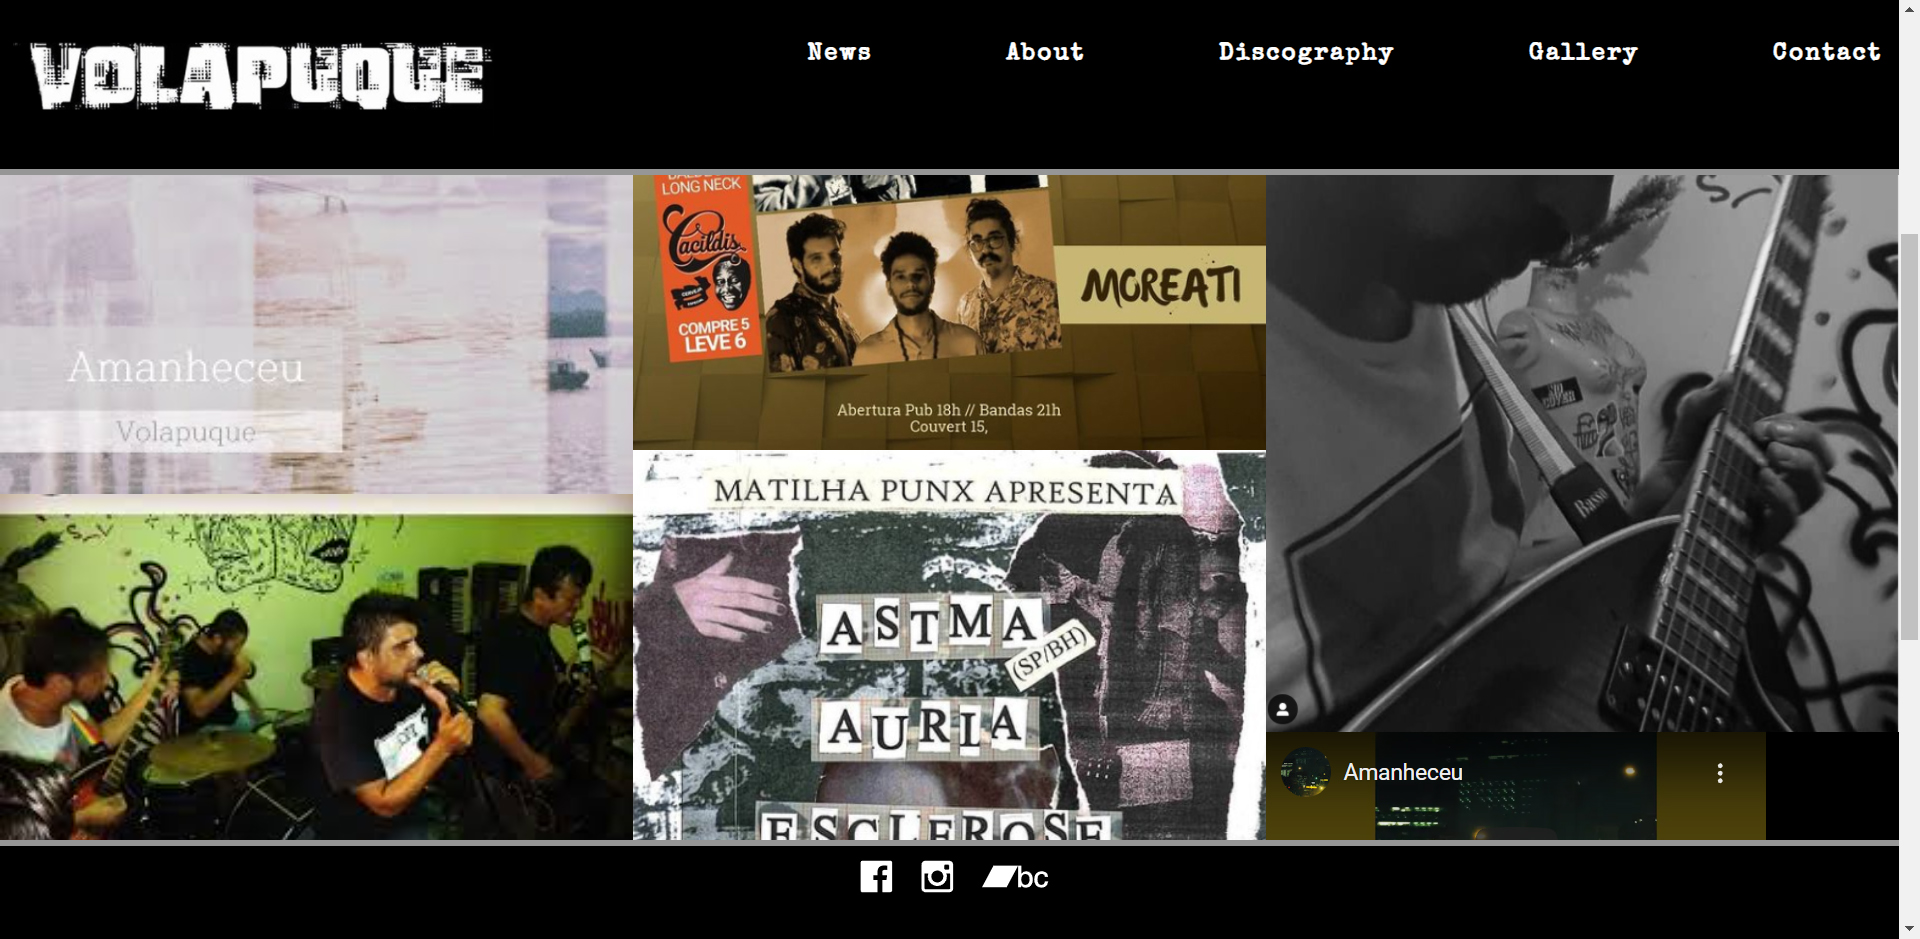 VOLAPUQUE
News
About
Discography
Gallery
Contact
Amanheceu
Volapuque
LONG NECK
Cacildis
COMPRE 5
LEVE 6
MOREATI
Abertura Pub 18h // Bandas 21h
Couvert 15,
MATILHA PUNX APRESENTA
ASTMA
(SP/BH)
AURIA
ESCLEROSE
Basso
Amanheceu
bc